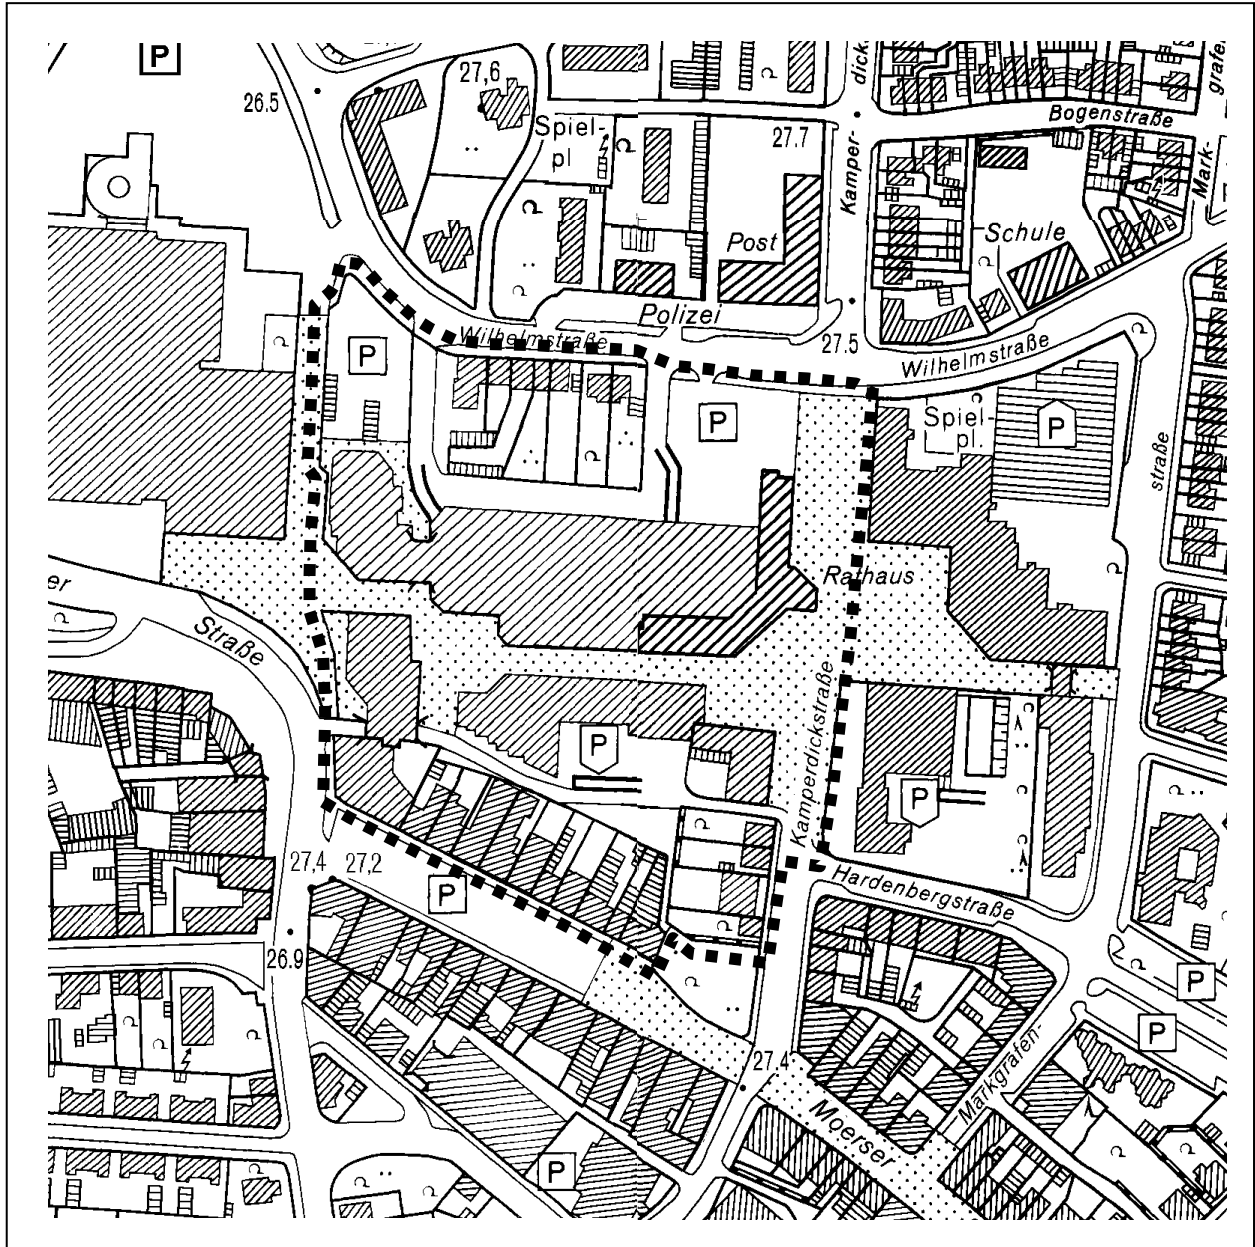 P
26.5
27,6
Spiel-
pl
27.7
dick
Kamper-
Bogenstraße
grafen
Mark-
Post
Schule
Polizei
Wilhelmstraße
27.5
Wilhelmstraße
P
P
Spiel-
pl.
P
straße
Rathaus
er
Straße
Kamperdickstraße
P
P
27,4
27,2
P
Hardenbergstraße
26.9
P
P
27.4
Markgrafen-
Moerser
P